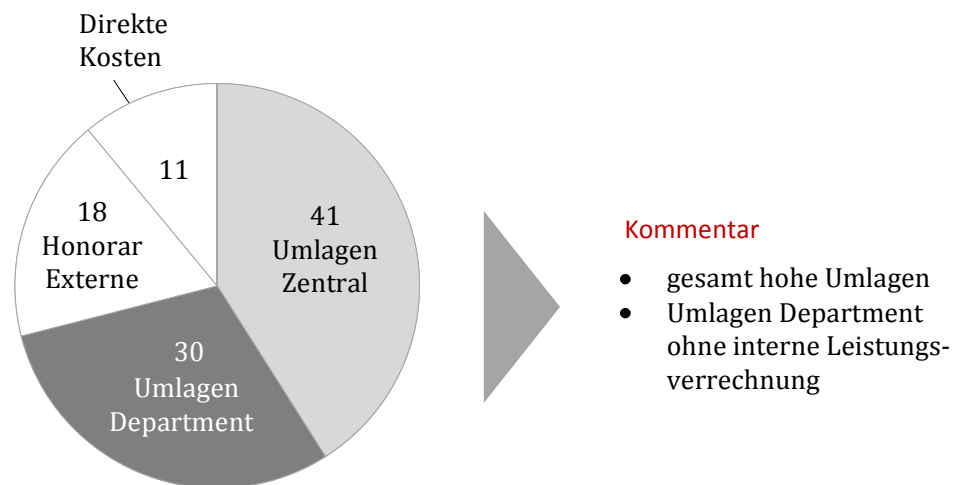 Direkte
Kosten
11
18
Honorar
Externe
41
Umlagen
Zentral
30
Umlagen
Department
Kommentar
• gesamt hohe Umlagen
• Umlagen Department
ohne interne Leistungs-
verrechnung